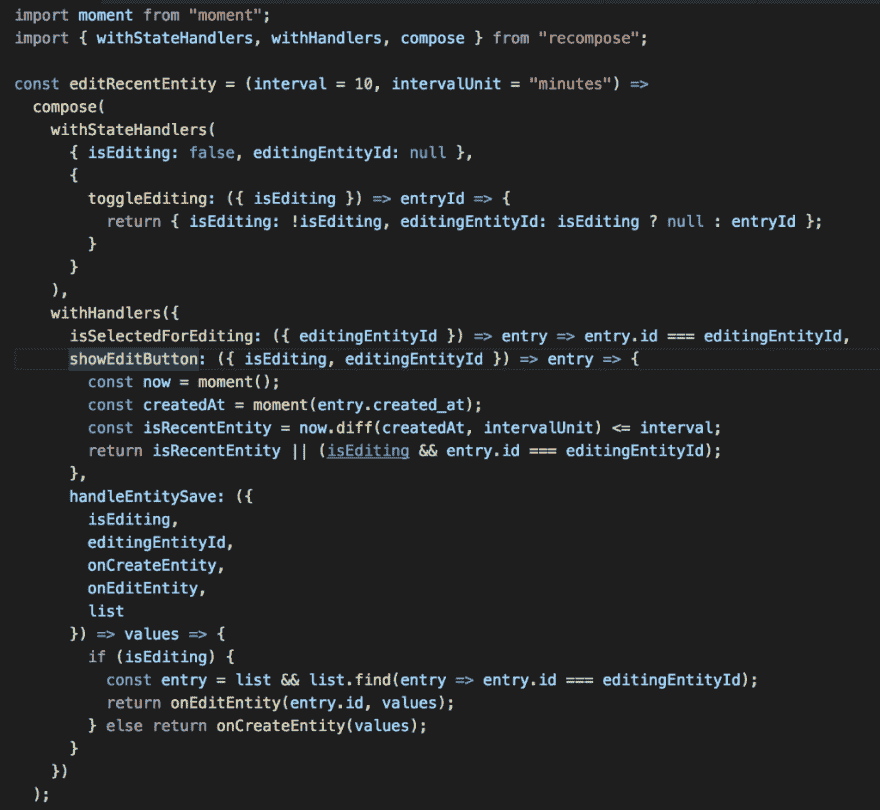 import moment from "moment";
import { withStateHandlers, withHandlers, compose } from "recompose";

const editRecentEntity = (interval = 10, intervalUnit = "minutes") =>
  compose(
    withStateHandlers(
      { isEditing: false, editingEntityId: null },
      {
        toggleEditing: ({ isEditing }) => entryId => {
          return { isEditing: !isEditing, editingEntityId: isEditing ? null : entryId };
        }
      }
    ),
    withHandlers({
      isSelectedForEditing: ({ editingEntityId }) => entry => entry.id === editingEntityId,
      showEditButton: ({ isEditing, editingEntityId }) => entry => {
        const now = moment();
        const createdAt = moment(entry.created_at);
        const isRecentEntity = now.diff(createdAt, intervalUnit) <= interval;
        return isRecentEntity || (isEditing && entry.id === editingEntityId);
      },
      handleEntitySave: ({
        isEditing,
        editingEntityId,
        onCreateEntity,
        onEditEntity,
        list
      }) => values => {
        if (isEditing) {
          const entry = list && list.find(entry => entry.id === editingEntityId);
          return onEditEntity(entry.id, values);
        } else return onCreateEntity(values);
      }
    })
  );